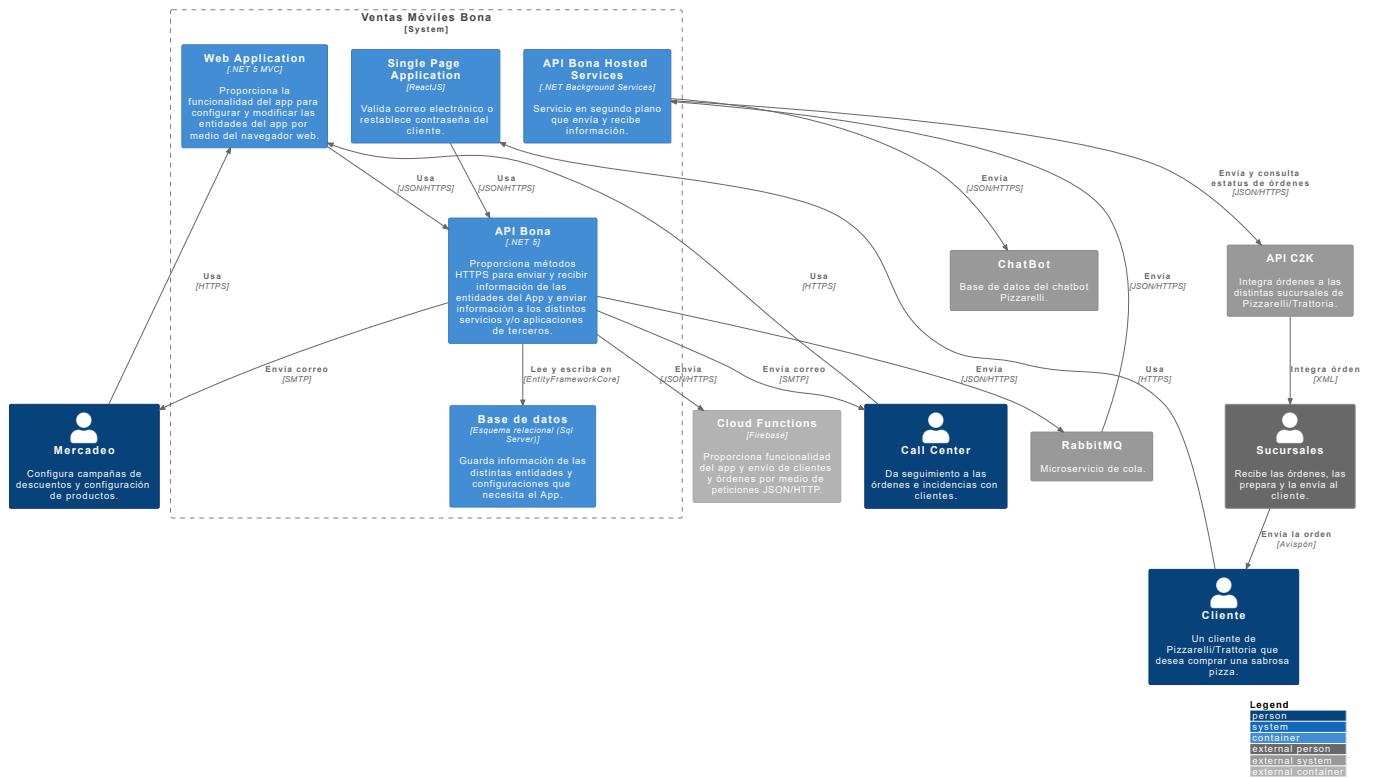 Ventas Móviles Bona
[System]
Web Application
[.NET 5 MVC]
Proporciona la
funcionalidad del app para
configurar y modificar las
entidades del app por
medio del navegador web.
Single Page
Application
[ReactJS]
Valida correo electrónico o
restablece contraseña del
cliente.
API Bona Hosted
Services
[.NET Background Services]
Servicio en segundo plano
que envía y recibe
información.
Usa
[JSON/HTTPS]
Usa
[JSON/HTTPS]
Envía
[JSON/HTTPS]
Envía y consulta
estatus de órdenes
[JSON/HTTPS]
API Bona
[.NET 5]
Proporciona métodos
HTTPS para enviar y recibir
información de las
entidades del App y enviar
información a los distintos
servicios y/o aplicaciones
de terceros.
ChatBot
Base de datos del chatbot
Pizzarelli.
API C2K
Integra órdenes a las
distintas sucursales de
Pizzarelli/Trattoria.
Usa
[HTTPS]
Usa
[HTTPS]
Envía
[JSON/HTTPS]
Envía correo
[SMTP]
Lee y escriba en
[EntityFrameworkCore]
Envía
[JSON/HTTPS]
Envía correo
[SMTP]
Envía
[JSON/HTTPS]
Usa
[HTTPS]
Integra órden
[XML]
Mercadeo
Configura campañas de
descuentos y configuración
de productos.
Base de datos
[Esquema relacional (Sql
Server)]
Guarda información de las
distintas entidades y
configuraciones que
necesita el App.
Cloud Functions
[Firebase]
Proporciona funcionalidad
del app y envío de clientes
y órdenes por medio de
peticiones JSON/HTTP.
Call Center
Da seguimiento a las
órdenes e incidencias con
clientes.
RabbitMQ
Microservicio de cola.
Sucursales
Recibe las órdenes, las
prepara y la envía al
cliente.
Envía la orden
[Avispón]
Cliente
Un cliente de
Pizzarelli/Trattoria que
desea comprar una sabrosa
pizza.
Legend
person
system
container
external person
external system
external container